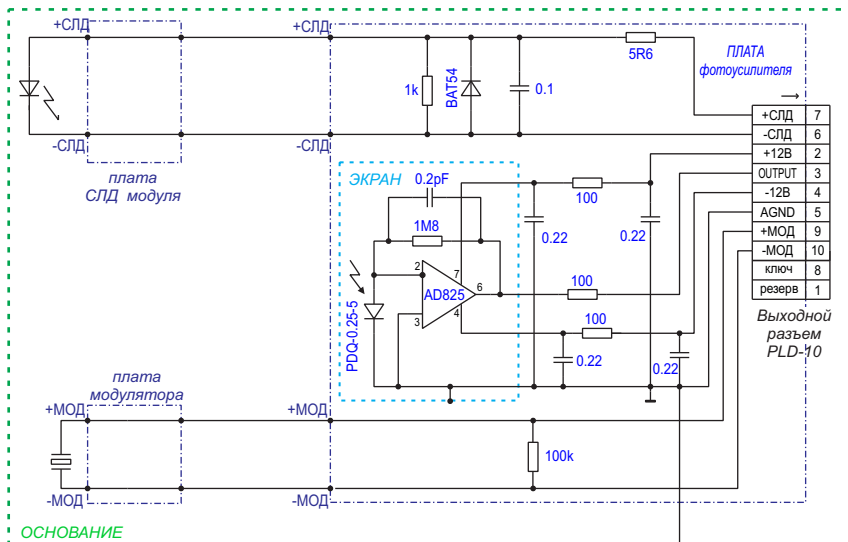 +СЛД
+СЛД
5R6
ПЛАТА
фотоусилителя
1k
BAT54
0.1
-СЛД
-СЛД
плата
СЛД модуля
+СЛД 7
-СЛД 6
+12В 2
OUTPUT 3
-12В 4
AGND 5
+МОД 9
-МОД 10
ключ 8
резерв 1
Выходной
разъем
PLD-10
ЭКРАН
0.2pF
1M8
100
0.22
0.22
2
7
6
AD825
3
4
PDQ-0.25-5
100
100
0.22
0.22
плата
модулятора
+МОД
+МОД
100k
-МОД
-МОД
ОСНОВАНИЕ